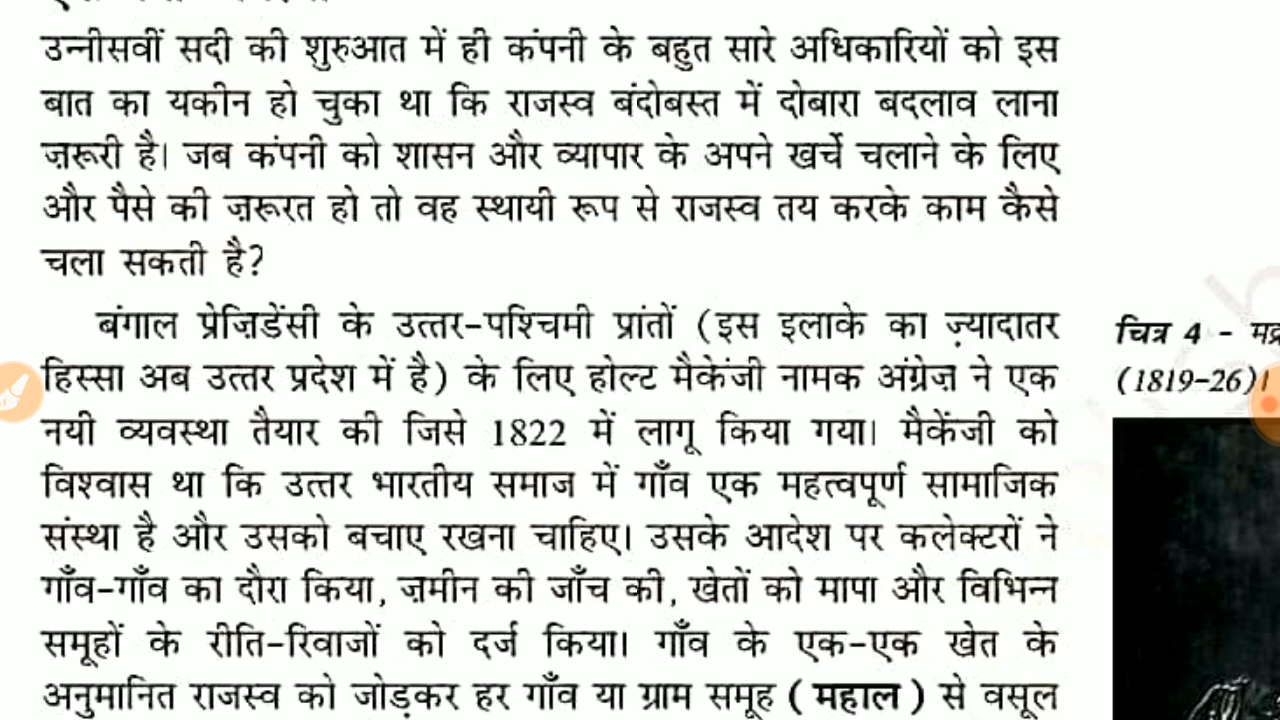 उन्नीसवीं सदी की शुरुआत में ही कंपनी के बहुत सारे अधिकारियों को इस
बात का यकीन हो चुका था कि राजस्व बंदोबस्त में दोबारा बदलाव लाना
ज़रूरी है। जब कंपनी को शासन और व्यापार के अपने खर्चे चलाने के लिए
और पैसे की ज़रूरत हो तो वह स्थायी रूप से राजस्व तय करके काम कैसे
चला सकती है?
बंगाल प्रेज़िडेंसी के उत्तर-पश्चिमी प्रांतों (इस इलाके का ज़्यादातर
हिस्सा अब उत्तर प्रदेश में है) के लिए होल्ट मैकेंजी नामक अंग्रेज़ ने एक
नयी व्यवस्था तैयार की जिसे 1822 में लागू किया गया। मैकेंजी को
विश्वास था कि उत्तर भारतीय समाज में गाँव एक महत्वपूर्ण सामाजिक
संस्था है और उसको बचाए रखना चाहिए। उसके आदेश पर कलेक्टरों ने
गाँव-गाँव का दौरा किया, ज़मीन की जाँच की, खेतों को मापा और विभिन्न
समूहों के रीति-रिवाजों को दर्ज किया। गाँव के एक-एक खेत के
अनुमानित राजस्व को जोड़कर हर गाँव या ग्राम समूह (महाल) से वसूल
चित्र 4 -
(1819-26)।